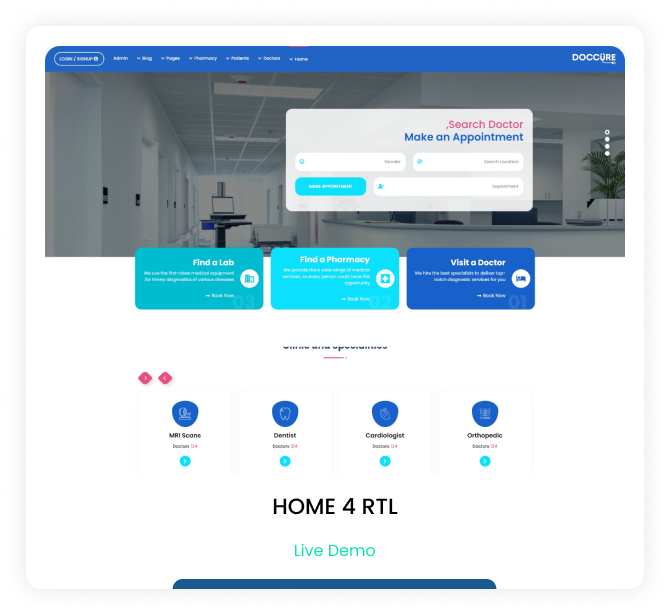 LOGIN / SIGNUP
Admin
Blog
Pages
Pharmacy
Patients
Doctors
Home
DOCCURE
,Search Doctor
Make an Appointment
Gender
Search Location
MAKE APPOINTMENT
Department
Find a Lab
We use the first-class medical equipment
.for timely diagnostics of various diseases
→ Book Now
03
Find a Pharmacy
We provide the a wide range of medical
services, so every person could have the
.opportunity
→ Book Now
02
Visit a Doctor
We hire the best specialists to deliver top-
.notch diagnostic services for you
→ Book Now
01
Clinic and Specialities
MRI Scans
Doctors 124
Dentist
Doctors 124
Cardiologist
Doctors 124
Orthopedic
Doctors 124
HOME 4 RTL
Live Demo